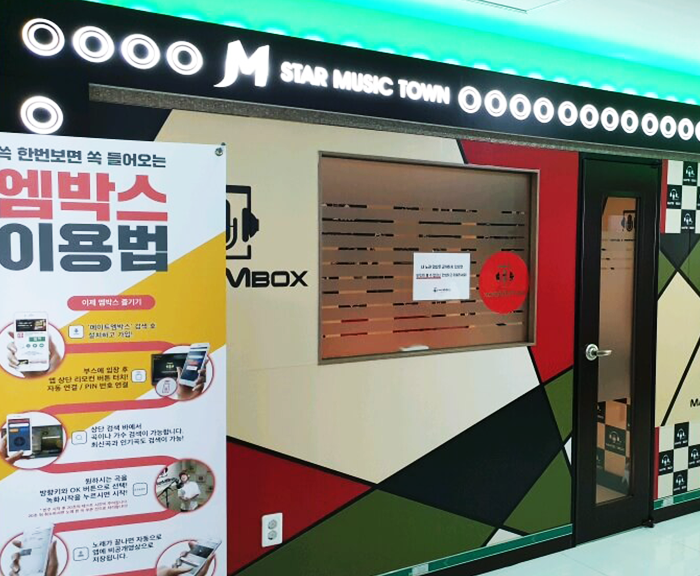 M STAR MUSIC TOWN
쏙 한번보면 쏙 들어오는
엠박스
이용법
이제 엠박스 즐기기
'메이트엠박스' 검색 후
설치하고 가입!
부스에 입장 후
앱 상단 리모컨 버튼 터치!
자동 연결 / PIN 번호 연결
상단 검색 바에서
곡이나 가수 검색이 가능합니다.
최신곡과 인기곡도 검색이 가능!
원하시는 곡을
방향키와 OK 버튼으로 선택!
녹화시작을 누르시면 시작!
노래가 끝나면 자동으로
앱에 비공개영상으로
저장됩니다.
MBOX